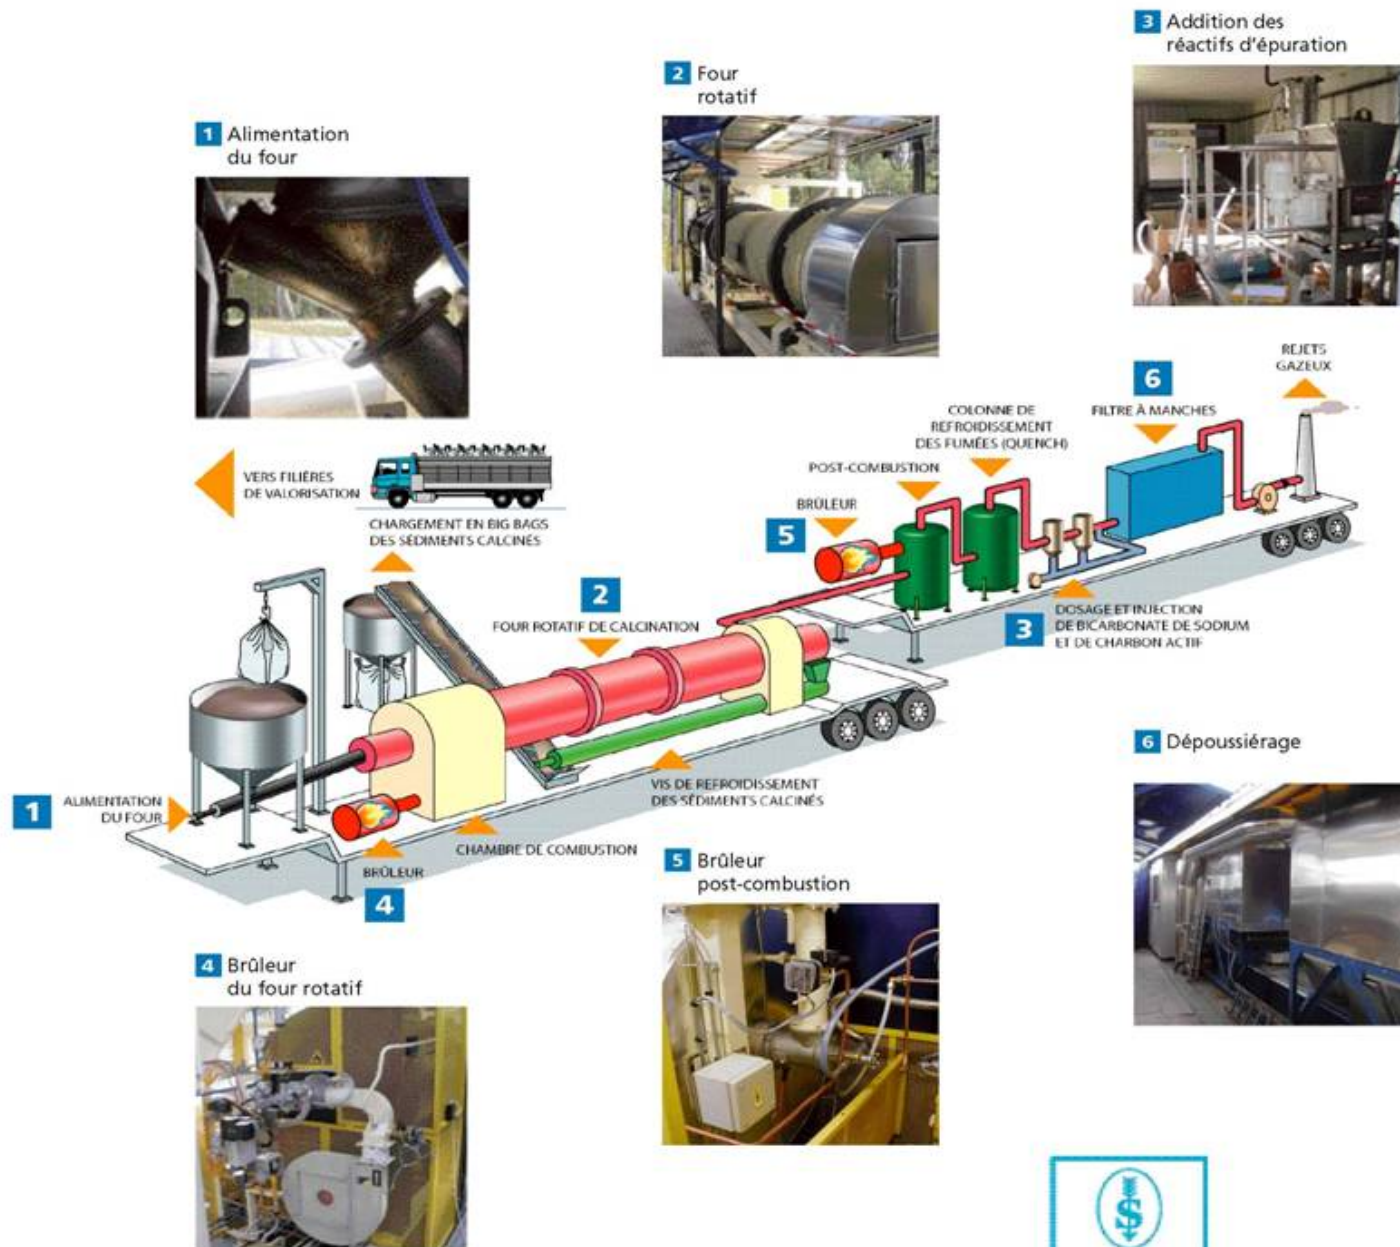 3 Addition des
réactifs d'épuration
2 Four
rotatif
1 Alimentation
du four
REJETS
GAZEUX
6
COLONNE DE
REFROIDISSEMENT
DES FUMÉES (QUENCH)
FILTRE À MANCHES
POST-COMBUSTION
VERS FILIÈRES
DE VALORISATION
BRÛLEUR
5
CHARGEMENT EN BIG BAGS
DES SÉDIMENTS CALCINÉS
2
FOUR ROTATIF DE CALCINATION
3
DOSAGE ET INJECTION
DE BICARBONATE DE SODIUM
ET DE CHARBON ACTIF
6 Dépoussiérage
VIS DE REFROIDISSEMENT
DES SÉDIMENTS CALCINÉS
1
ALIMENTATION
DU FOUR
CHAMBRE DE COMBUSTION
BRÛLEUR
4
5 Brûleur
post-combustion
4 Brûleur
du four rotatif